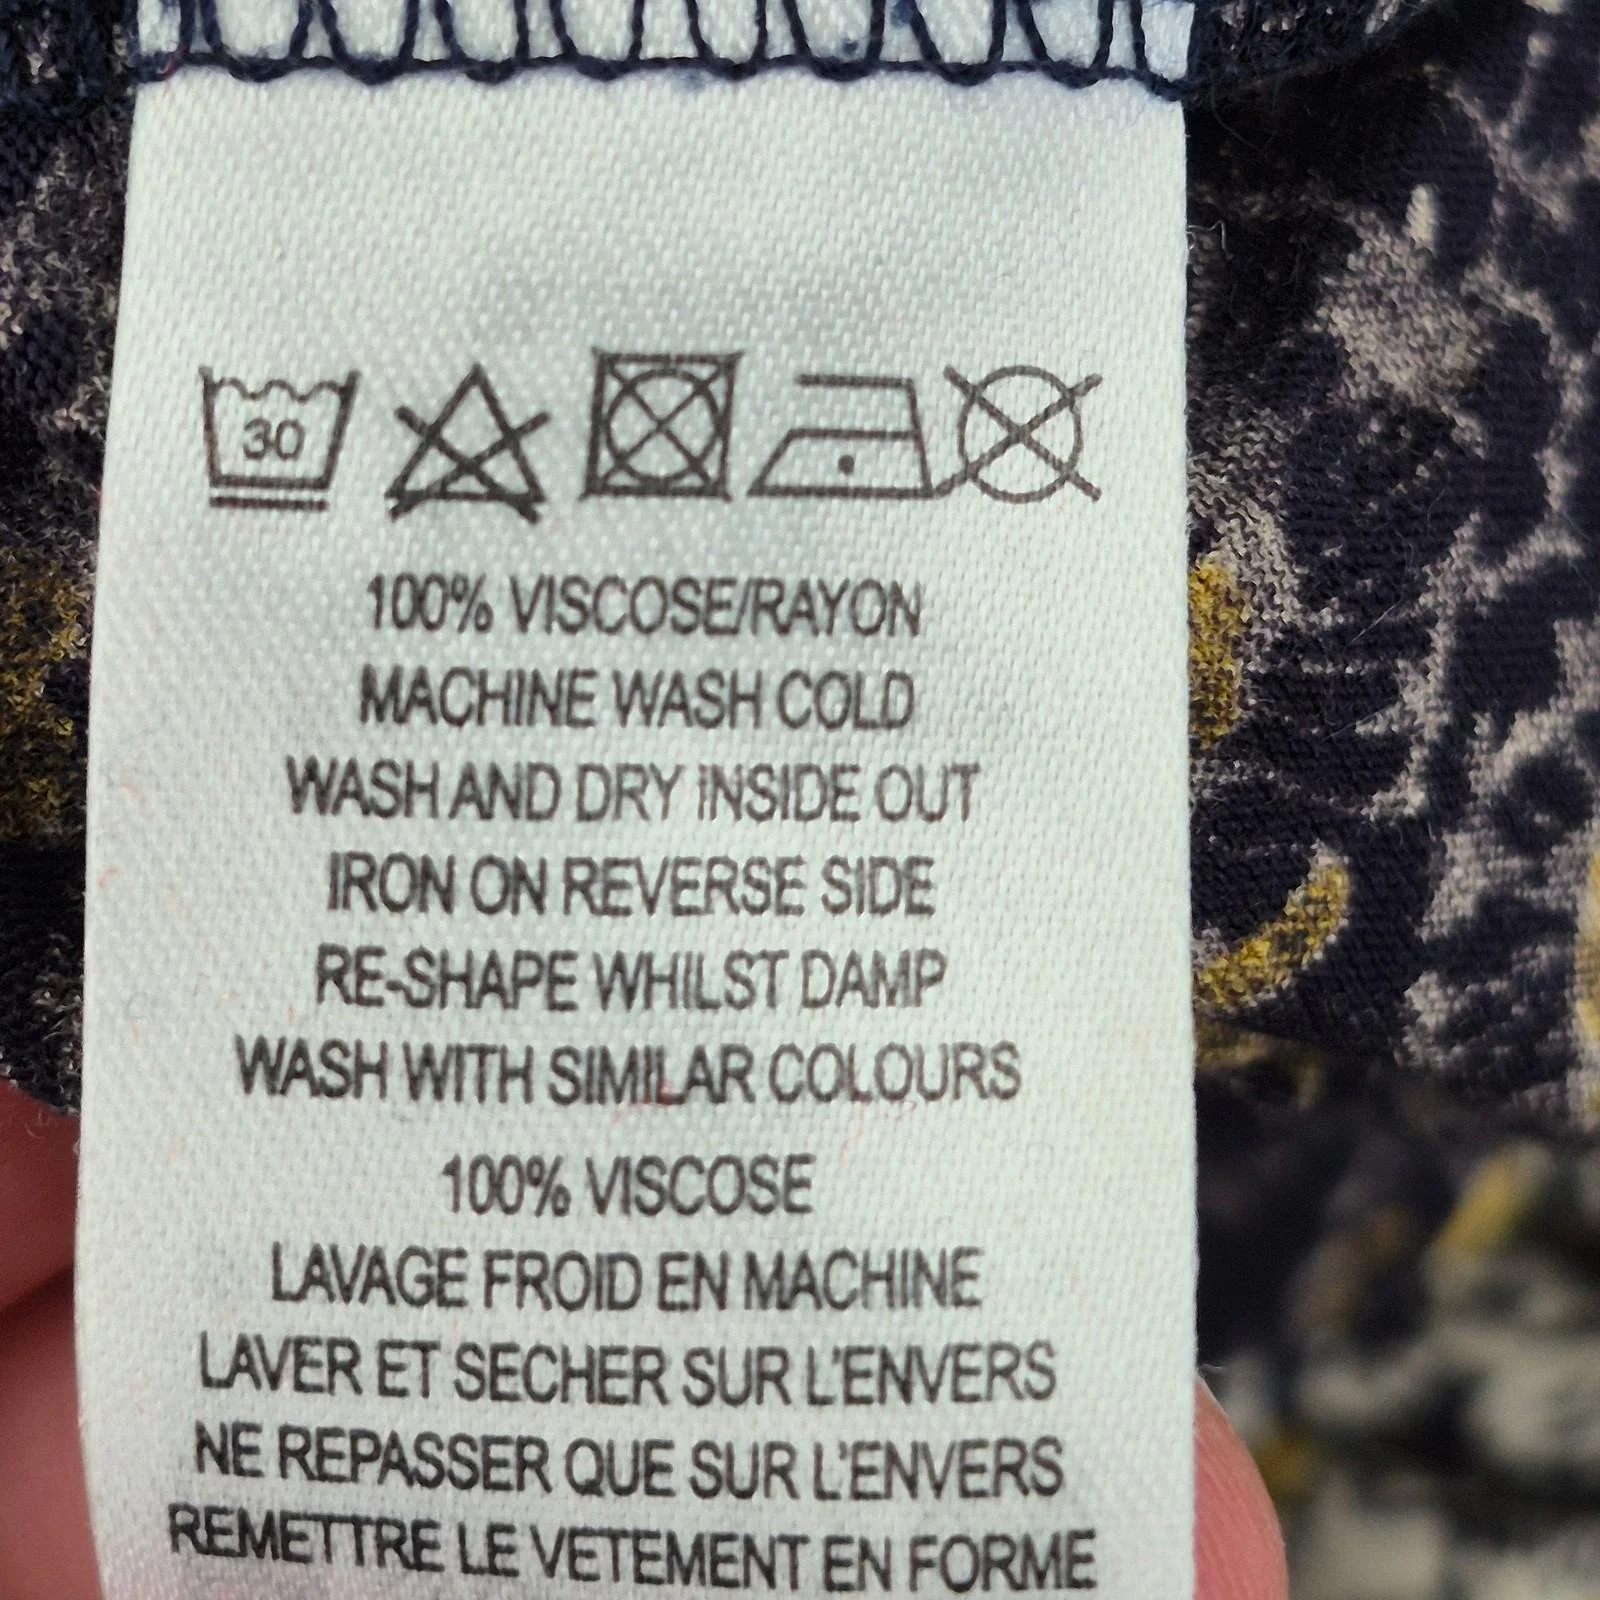 30
100% VISCOSE/RAYON
MACHINE WASH COLD
WASH AND DRY INSIDE OUT
IRON ON REVERSE SIDE
RE-SHAPE WHILST DAMP
WASH WITH SIMILAR COLOURS
100% VISCOSE
LAVAGE FROID EN MACHINE
LAVER ET SECHER SUR L'ENVERS
NE REPASSER QUE SUR L'ENVERS
REMETTRE LE VETEMENT EN FORME